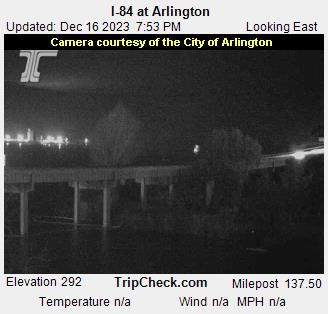 I-84 at Arlington
Updated: Dec 16 2023 7:53 PM Looking East
Camera courtesy of the City of Arlington
Elevation 292 TripCheck.com Milepost 137.50
Temperature n/a Wind n/a MPH n/a